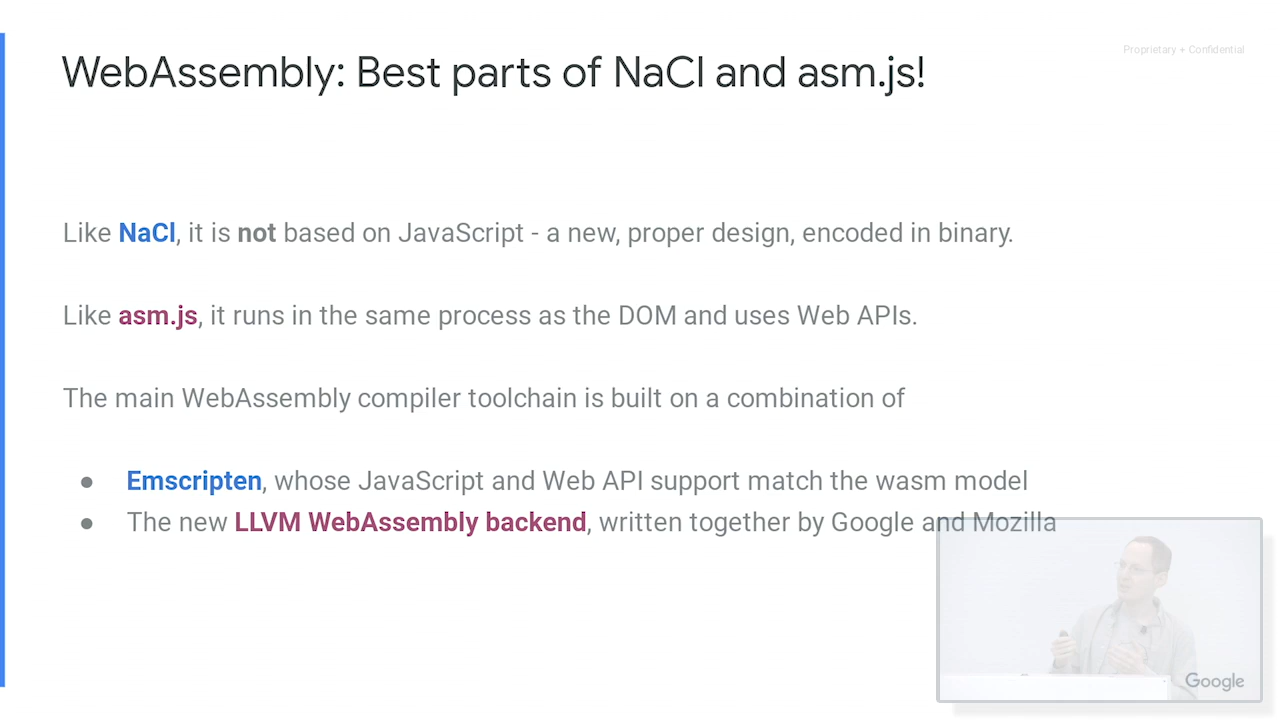 Proprietary + Confidential
WebAssembly: Best parts of NaCl and asm.js!
Like NaCl, it is not based on JavaScript - a new, proper design, encoded in binary.
Like asm.js, it runs in the same process as the DOM and uses Web APIs.
The main WebAssembly compiler toolchain is built on a combination of
● Emscripten, whose JavaScript and Web API support match the wasm model
● The new LLVM WebAssembly backend, written together by Google and Mozilla
Google